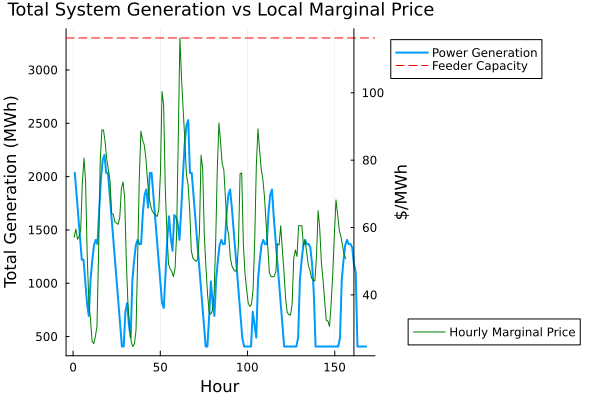 Total System Generation vs Local Marginal Price
Total Generation (MWh)
3000
2500
2000
1500
1000
500
0
50
100
150
Hour
100
80
60
40
$/MWh
Power Generation
Feeder Capacity
Hourly Marginal Price